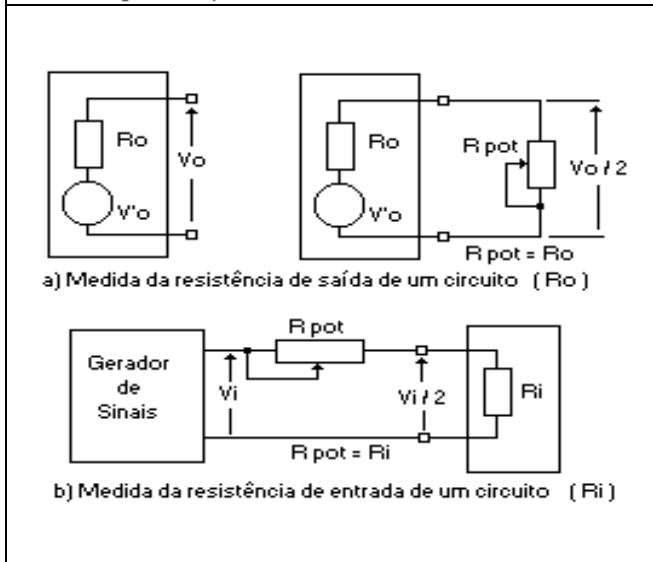 Ro
Vo
V'o
Ro
R pot
Vo / 2
V'o
R pot = Ro
a) Medida da resistência de saída de um circuito ( Ro )
R pot
Gerador
de
Sinais
Vi
Vi / 2
Ri
R pot = Ri
b) Medida da resistência de entrada de um circuito ( Ri )